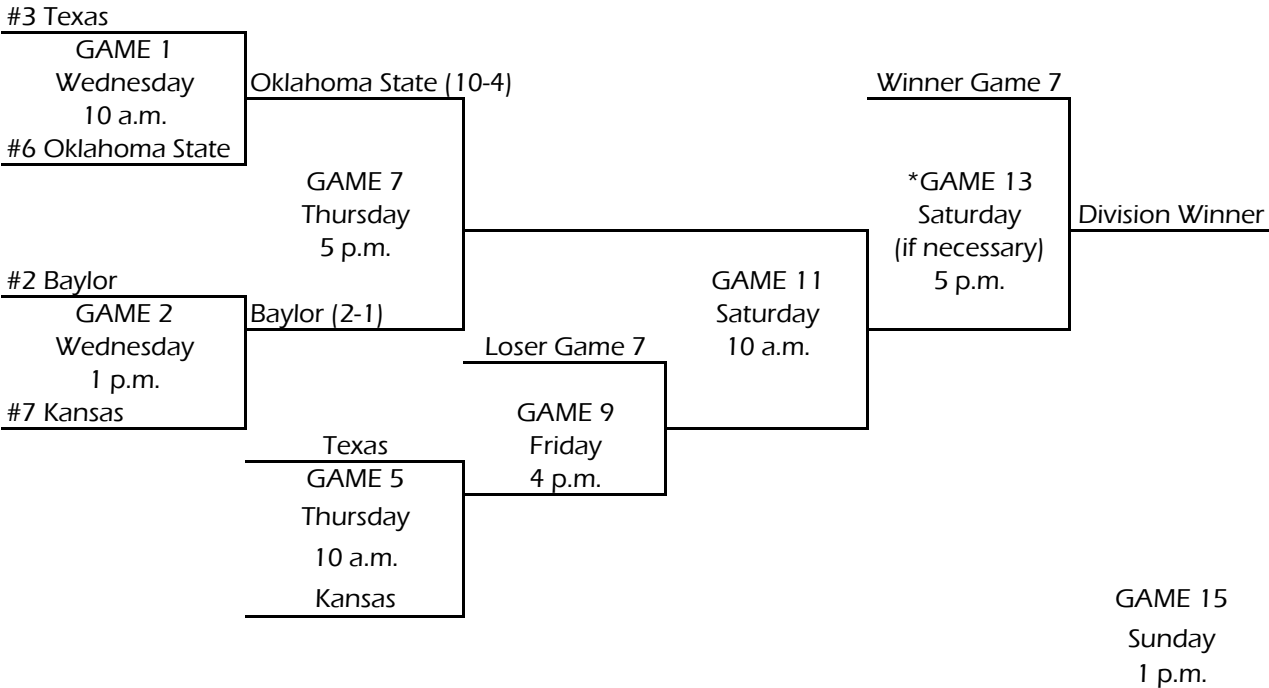 #3 Texas
GAME 1
Wednesday
10 a.m.
#6 Oklahoma State
Oklahoma State (10-4)
GAME 7
Thursday
5 p.m.
#2 Baylor
GAME 2
Wednesday
1 p.m.
#7 Kansas
Baylor (2-1)
Loser Game 7
GAME 9
Friday
4 p.m.
Texas
GAME 5
Thursday
10 a.m.
Kansas
GAME 11
Saturday
10 a.m.
Winner Game 7
*GAME 13
Saturday
(if necessary)
5 p.m.
Division Winner
GAME 15
Sunday
1 p.m.